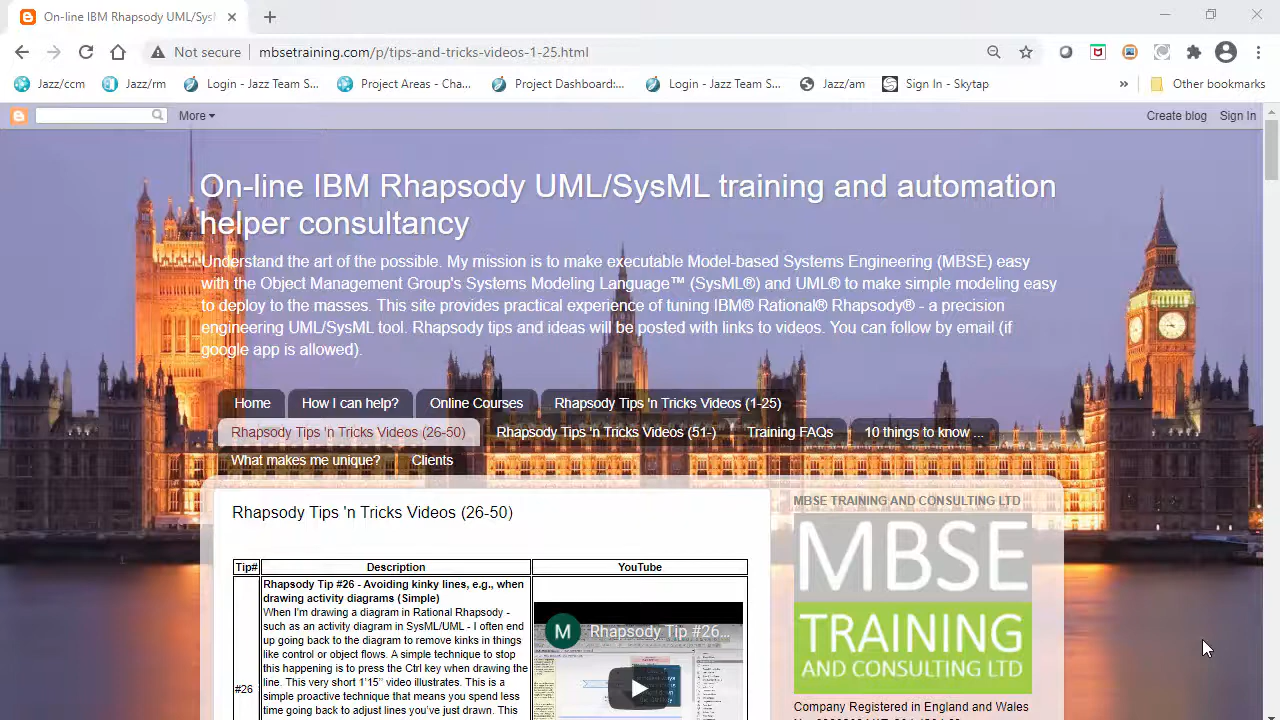 On-line IBM Rhapsody UML/SysM
Not secure
mbsetraining.com/p/tips-and-tricks-videos-1-25.html
Jazz/ccm
Jazz/rm
Login - Jazz Team S...
Project Areas - Cha...
Project Dashboard:...
Login - Jazz Team S...
Jazz/am
Sign In - Skytap
»
Other bookmarks
More
Create blog
Sign In
On-line IBM Rhapsody UML/SysML training and automation
helper consultancy
Understand the art of the possible. My mission is to make executable Model-based Systems Engineering (MBSE) easy
with the Object Management Group's Systems Modeling Language™ (SysML®) and UML® to make simple modeling easy
to deploy to the masses. This site provides practical experience of tuning IBM® Rational® Rhapsody® - a precision
engineering UML/SysML tool. Rhapsody tips and ideas will be posted with links to videos. You can follow by email (if
google app is allowed).
Home
How I can help?
Online Courses
Rhapsody Tips 'n Tricks Videos (1-25)
Rhapsody Tips 'n Tricks Videos (26-50)
Rhapsody Tips 'n Tricks Videos (51-)
Training FAQs
10 things to know ...
What makes me unique?
Clients
Rhapsody Tips 'n Tricks Videos (26-50)
Tip#
Description
YouTube
Rhapsody Tip #26 - Avoiding kinky lines, e.g., when
drawing activity diagrams (Simple)
When I'm drawing a diagram in Rational Rhapsody -
such as an activity diagram in SysML/UML - I often end
up going back to the diagram to remove kinks in things
like control or object flows. A simple technique to stop
this happening is to press the Ctrl key when drawing the
line. This very short 1'15" video illustrates. This is a
simple proactive technique that means you spend less
time going back to adjust lines you've just drawn. This
#26
M
Rhapsody Tip #26...
MBSE TRAINING AND CONSULTING LTD
MBSE
TRAINING
AND CONSULTING LTD
Company Registered in England and Wales